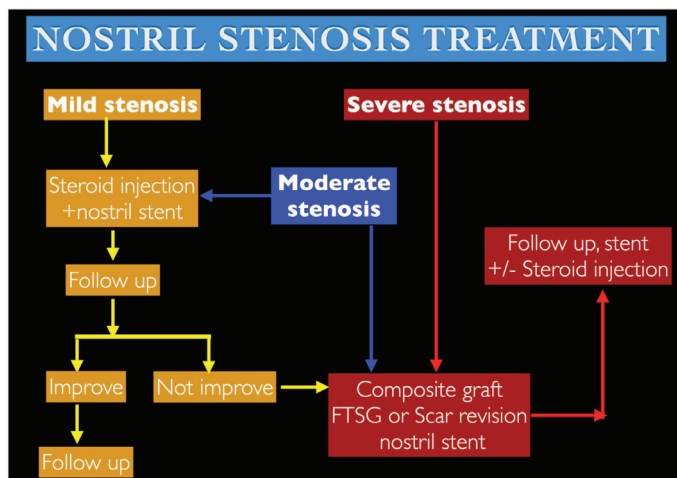 NOSTRIL STENOSIS TREATMENT
Mild stenosis
Severe stenosis
Steroid injection
+nostril stent
Moderate
stenosis
Follow up, stent
+/- Steroid injection
Follow up
Improve
Not improve
Composite graft
FTSG or Scar revision
nostril stent
Follow up